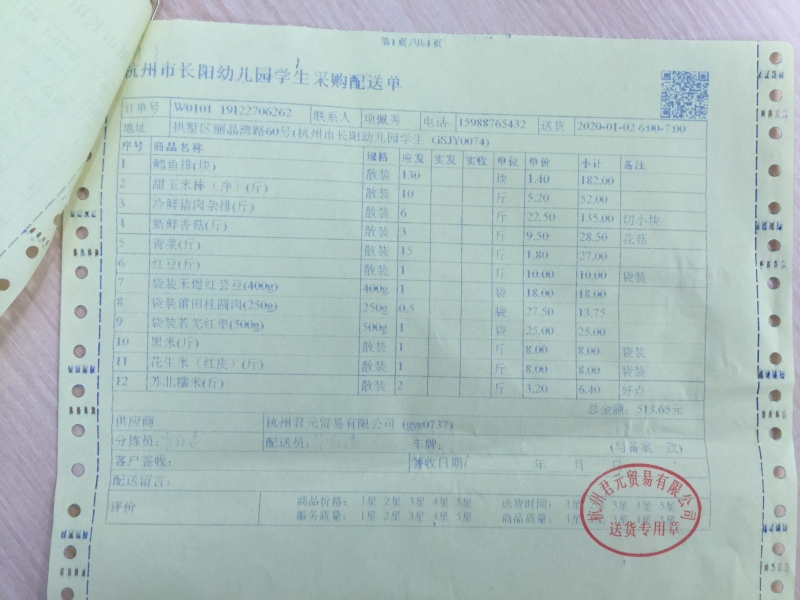 第1页/共1页
杭州市长阳幼儿园学生采购配送单
订单号 W0101 19122706262 联系人 项佩秀 电话 15988765432 送货 2020-01-02 6:00-7:00
地址 拱墅区丽晶湾路60号(杭州市长阳幼儿园学生 GSJY0074)
序号 商品名称 规格 应发 实发 实收 单位 单价 小计 备注
1 鳕鱼排(块) 散装 130 块 1.40 182.00
2 甜玉米棒（净）(斤) 散装 10 斤 5.20 52.00
3 冷鲜猪肉杂排(斤) 散装 6 斤 22.50 135.00 切小块
4 新鲜香菇(斤) 散装 3 斤 9.50 28.50 花菇
5 青菜(斤) 散装 15 斤 1.80 27.00
6 红豆(斤) 散装 1 斤 10.00 10.00 袋装
7 袋装禾煜红芸豆(400g) 400g 1 袋 18.00 18.00
8 袋装莆田桂圆肉(250g) 250g 0.5 袋 27.50 13.75
9 袋装若羌红枣(500g) 500g 1 袋 25.00 25.00
10 黑米(斤) 散装 1 斤 8.00 8.00 袋装
11 花生米（红皮）(斤) 散装 1 斤 8.00 8.00 袋装
12 苏北糯米(斤) 散装 2 斤 3.20 6.40 好点
总金额: 513.65元
供应商 杭州君元贸易有限公司
分拣员: 配送员: 车牌:
客户签收: 签收日期: 年 月 日
配送留言:
评价 商品价格: 1星 2星 3星 4星 5星 送货时间: 1星 3星 4星 5星
服务质量: 1星 2星 3星 4星 5星 商品质量: 1星
杭州君元贸易有限公司
送货专用章